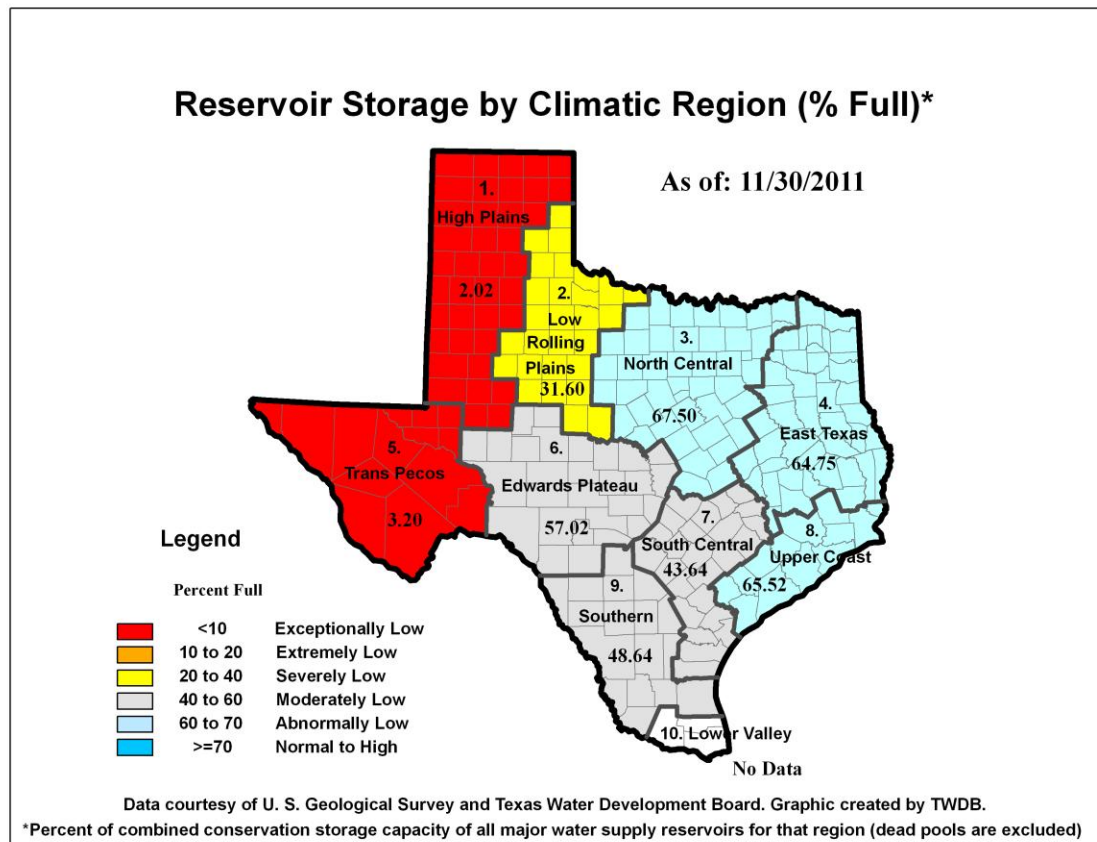 Reservoir Storage by Climatic Region (% Full)*
As of: 11/30/2011
1.
High Plains
2.02
2.
Low
Rolling
Plains
31.60
3.
North Central
67.50
4.
East Texas
64.75
5.
Trans Pecos
3.20
6.
Edwards Plateau
57.02
7.
South Central
43.64
8.
Upper Coast
65.52
9.
Southern
48.64
10. Lower Valley
No Data
Legend
Percent Full
<10 Exceptionally Low
10 to 20 Extremely Low
20 to 40 Severely Low
40 to 60 Moderately Low
60 to 70 Abnormally Low
>=70 Normal to High
Data courtesy of U. S. Geological Survey and Texas Water Development Board. Graphic created by TWDB.
*Percent of combined conservation storage capacity of all major water supply reservoirs for that region (dead pools are excluded)